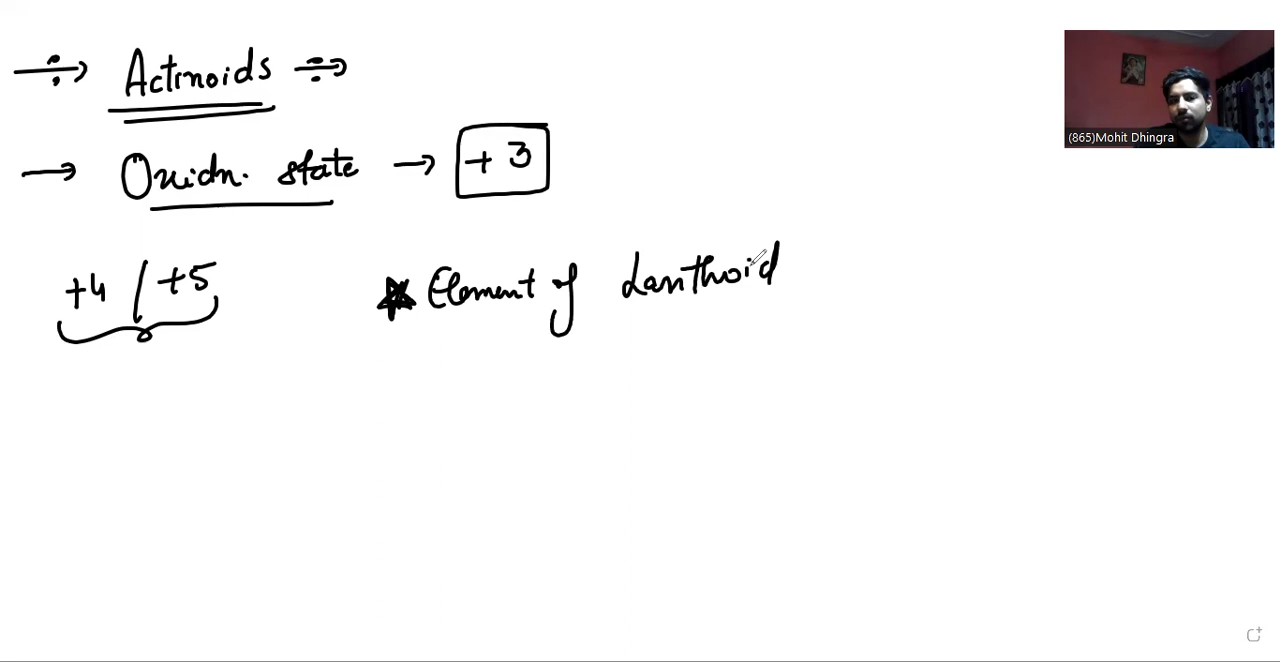 → Actinoids →
(865)Mohit Dhingra
→ Oxidn. state → +3
+4 / +5
★ Element of Lanthoid